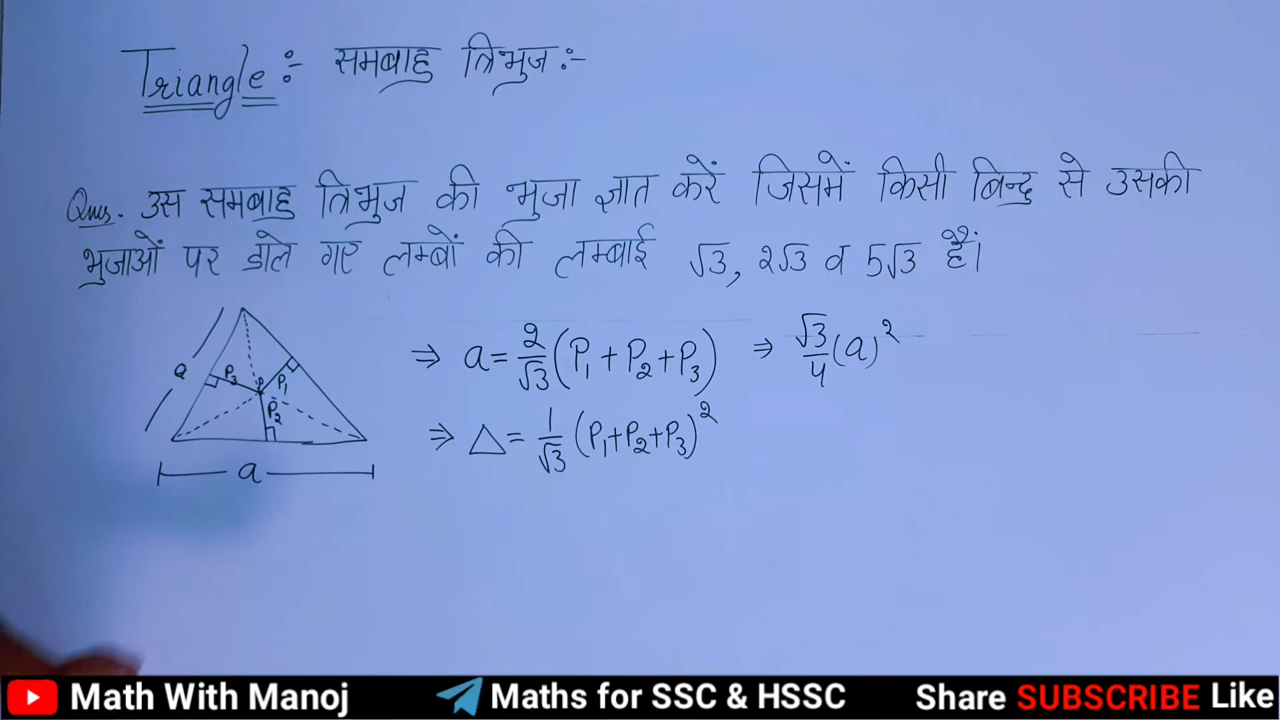 Triangle :- समबाहु त्रिभुज :-
Ques. उस समबाहु त्रिभुज की भुजा ज्ञात करें जिसमें किसी बिन्दु से उसकी
भुजाओं पर डाले गए लम्बों की लम्बाई √3, 2√3 व 5√3 हैं।
a P₃ P P₁ P₂
a
⇒ a = 2/√3 (P₁ + P₂ + P₃) ⇒ √3/4 (a)²
⇒ △ = 1/√3 (P₁+P₂+P₃)²
Math With Manoj Maths for SSC & HSSC Share SUBSCRIBE Like